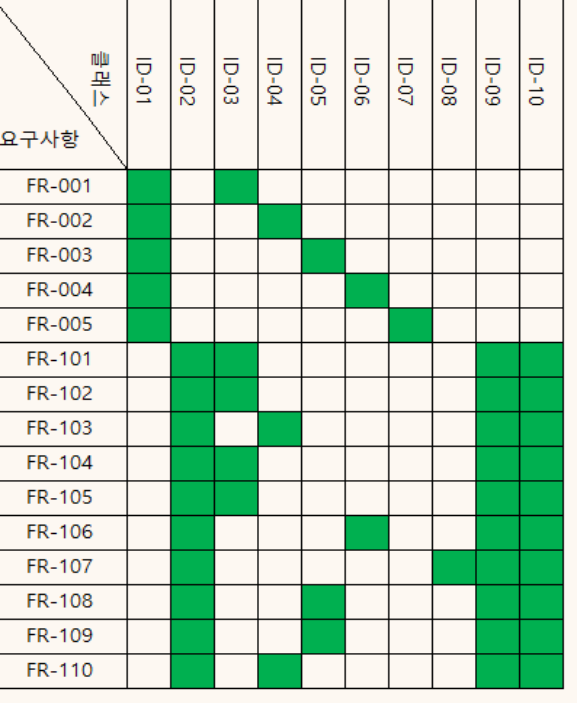 클래스
ID-01
ID-02
ID-03
ID-04
ID-05
ID-06
ID-07
ID-08
ID-09
ID-10
요구사항
FR-001
FR-002
FR-003
FR-004
FR-005
FR-101
FR-102
FR-103
FR-104
FR-105
FR-106
FR-107
FR-108
FR-109
FR-110